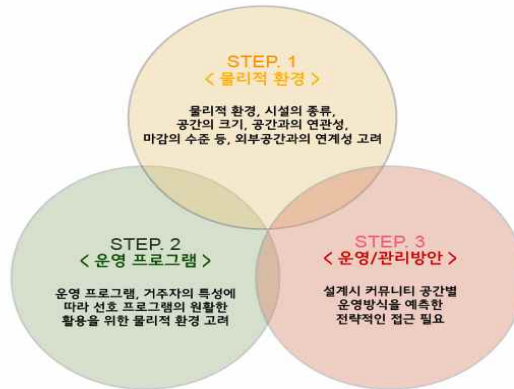 STEP. 1
< 물리적 환경 >
물리적 환경, 시설의 종류,
공간의 크기, 공간과의 연관성,
마감의 수준 등, 외부공간과의 연계성 고려
STEP. 2
< 운영 프로그램 >
운영 프로그램, 거주자의 특성에
따라 선호 프로그램의 원활한
활용을 위한 물리적 환경 고려
STEP. 3
< 운영/관리방안 >
설계시 커뮤니티 공간별
운영방식을 예측한
전략적인 접근 필요